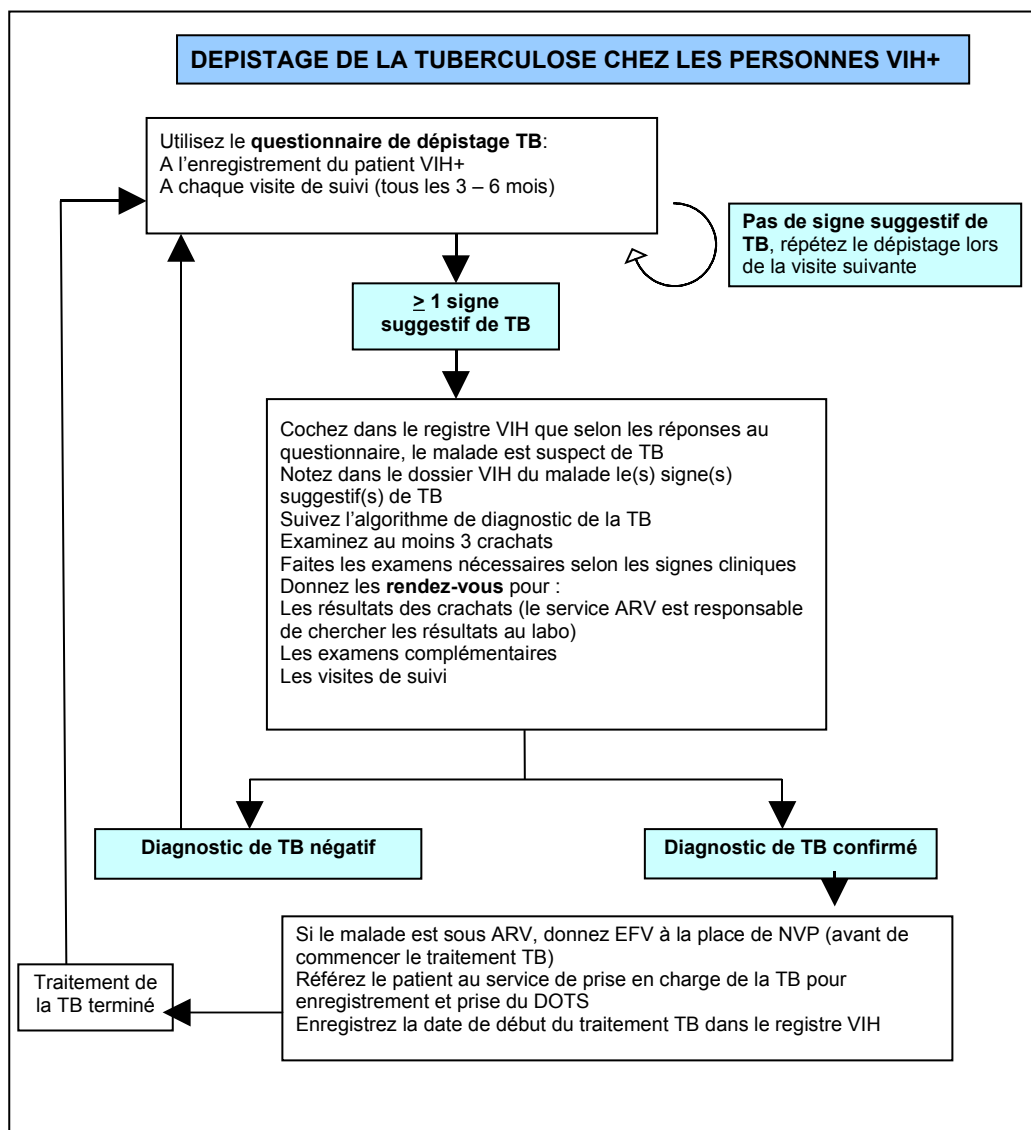 DEPISTAGE DE LA TUBERCULOSE CHEZ LES PERSONNES VIH+
Utilisez le questionnaire de dépistage TB:
A l'enregistrement du patient VIH+
A chaque visite de suivi (tous les 3 – 6 mois)
Pas de signe suggestif de
TB, répétez le dépistage lors
de la visite suivante
≥ 1 signe
suggestif de TB
Cochez dans le registre VIH que selon les réponses au
questionnaire, le malade est suspect de TB
Notez dans le dossier VIH du malade le(s) signe(s)
suggestif(s) de TB
Suivez l'algorithme de diagnostic de la TB
Examinez au moins 3 crachats
Faites les examens nécessaires selon les signes cliniques
Donnez les rendez-vous pour :
Les résultats des crachats (le service ARV est responsable
de chercher les résultats au labo)
Les examens complémentaires
Les visites de suivi
Diagnostic de TB négatif
Diagnostic de TB confirmé
Si le malade est sous ARV, donnez EFV à la place de NVP (avant de
commencer le traitement TB)
Référez le patient au service de prise en charge de la TB pour
enregistrement et prise du DOTS
Enregistrez la date de début du traitement TB dans le registre VIH
Traitement de
la TB terminé